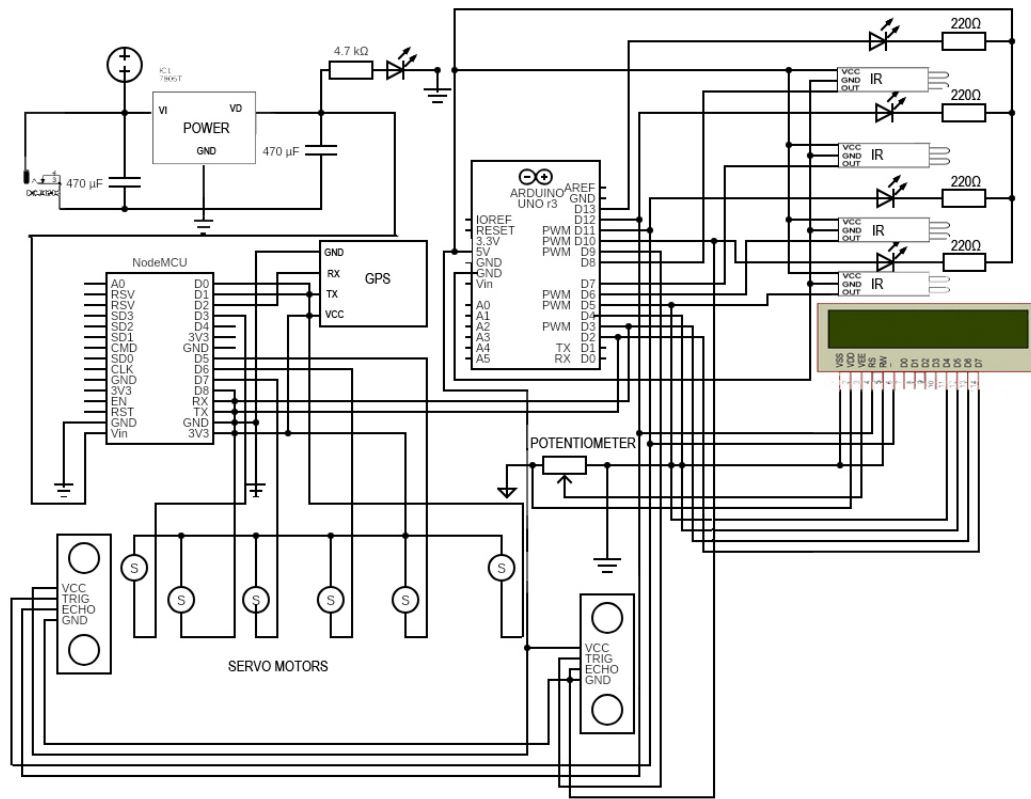 220Ω
4.7 kΩ
IC1
7905T
VCC
GND IR
OUT
220Ω
VI VD
POWER
GND
470 µF
470 µF
VCC
GND IR
OUT
220Ω
ARDUINO
UNO r3
AREF
GND
D13
IOREF D12
RESET PWM D11
3.3V PWM D10
5V PWM D9
GND D8
GND
Vin D7
PWM D6
A0 PWM D5
A1 D4
A2 PWM D3
A3 D2
A4 TX D1
A5 RX D0
VCC
GND IR
OUT
220Ω
VCC
GND IR
OUT
GND
RX
GPS
TX
VCC
NodeMCU
A0 D0
RSV D1
RSV D2
SD3 D3
SD2 D4
SD1 3V3
CMD GND
SD0 D5
CLK D6
GND D7
3V3 D8
EN RX
RST TX
GND GND
Vin 3V3
VSS VDD VEE RS RW D0 D1 D2 D3 D4 D5 D6 D7
POTENTIOMETER
S S S S S S
VCC
TRIG
ECHO
GND
SERVO MOTORS
VCC
TRIG
ECHO
GND